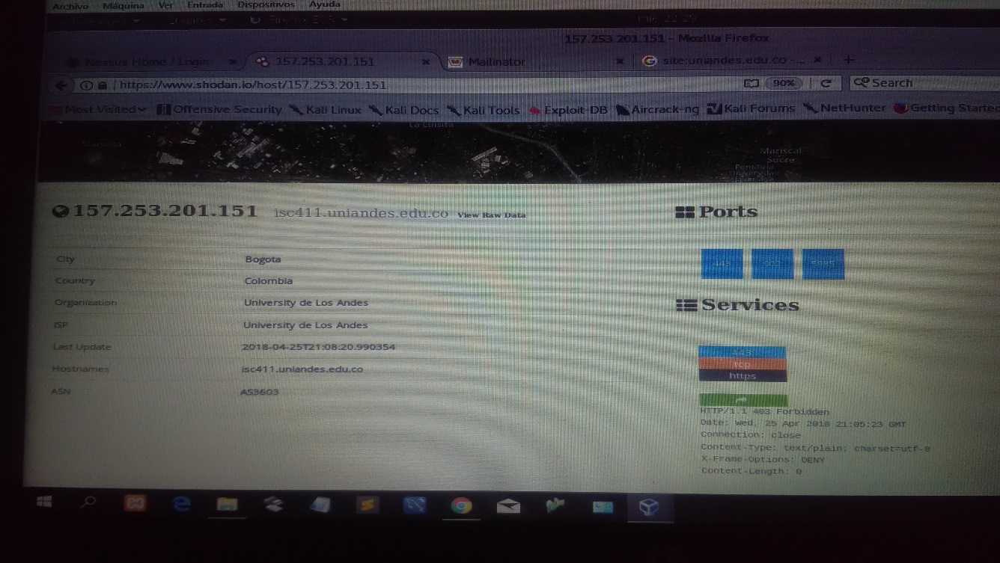 Archivo Máquina Ver Entrada Dispositivos Ayuda
157.253.201.151 - Mozilla Firefox
Nessus Home / Login
157.253.201.151
Mailinator
site:uniandes.edu.co -...
https://www.shodan.io/host/157.253.201.151
90%
Search
Most Visited
Offensive Security
Kali Linux
Kali Docs
Kali Tools
Exploit-DB
Aircrack-ng
Kali Forums
NetHunter
Getting Started
La Luisita
Marsella
Mariscal
Sucre
157.253.201.151 isc411.uniandes.edu.co View Raw Data
City Bogota
Country Colombia
Organization University de Los Andes
ISP University de Los Andes
Last Update 2018-04-25T21:08:20.990354
Hostnames isc411.uniandes.edu.co
ASN AS3603
Ports
443
Services
443
tcp
https
HTTP/1.1 403 Forbidden
Date: Wed, 25 Apr 2018 21:05:23 GMT
Connection: close
Content-Type: text/plain; charset=utf-8
X-Frame-Options: DENY
Content-Length: 0